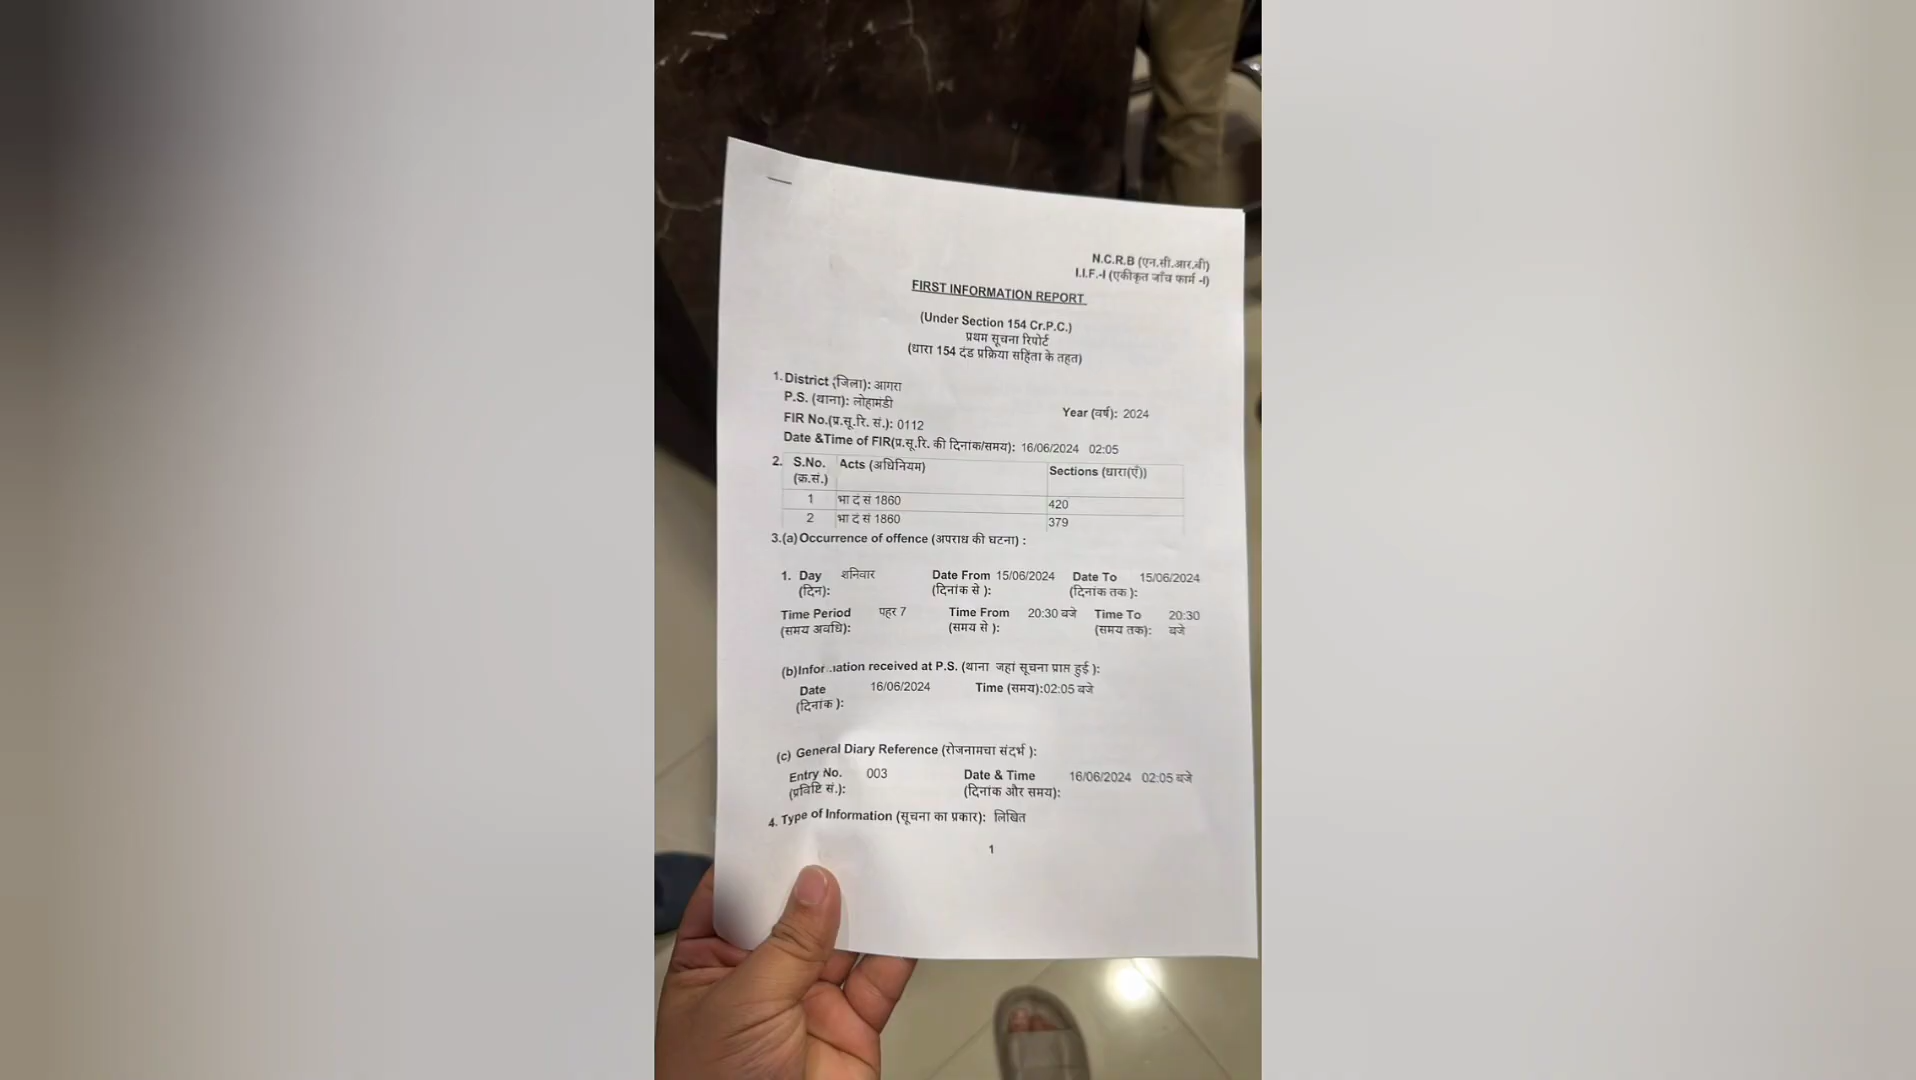 N.C.R.B (एन.सी.आर.बी)
I.I.F.-I (एकीकृत जाँच फार्म -I)
FIRST INFORMATION REPORT
(Under Section 154 Cr.P.C.)
प्रथम सूचना रिपोर्ट
(धारा 154 दंड प्रक्रिया सहिंता के तहत)
1. District (जिला): आगरा
P.S. (थाना): लोहामंडी
Year (वर्ष): 2024
FIR No.(प्र.सू.रि. सं.): 0112
Date &Time of FIR(प्र.सू.रि. की दिनांक/समय): 16/06/2024 02:05
2. S.No. Acts (अधिनियम) Sections (धारा(एँ))
(क्र.सं.)
1 भा दं सं 1860 420
2 भा दं सं 1860 379
3.(a) Occurrence of offence (अपराध की घटना) :
1. Day शनिवार Date From 15/06/2024 Date To 15/06/2024
(दिन): (दिनांक से ): (दिनांक तक ):
Time Period पहर 7 Time From 20:30 बजे Time To 20:30
(समय अवधि): (समय से ): (समय तक): बजे
(b) received at P.S. (थाना जहां सूचना प्राप्त हुई ):
Date 16/06/2024 Time (समय):02:05 बजे
(दिनांक ):
(c) General Diary Reference (रोजनामचा संदर्भ ):
Entry No. 003 Date & Time 16/06/2024 02:05 बजे
(प्रविष्टि सं.): (दिनांक और समय):
4. Type of Information (सूचना का प्रकार): लिखित
1